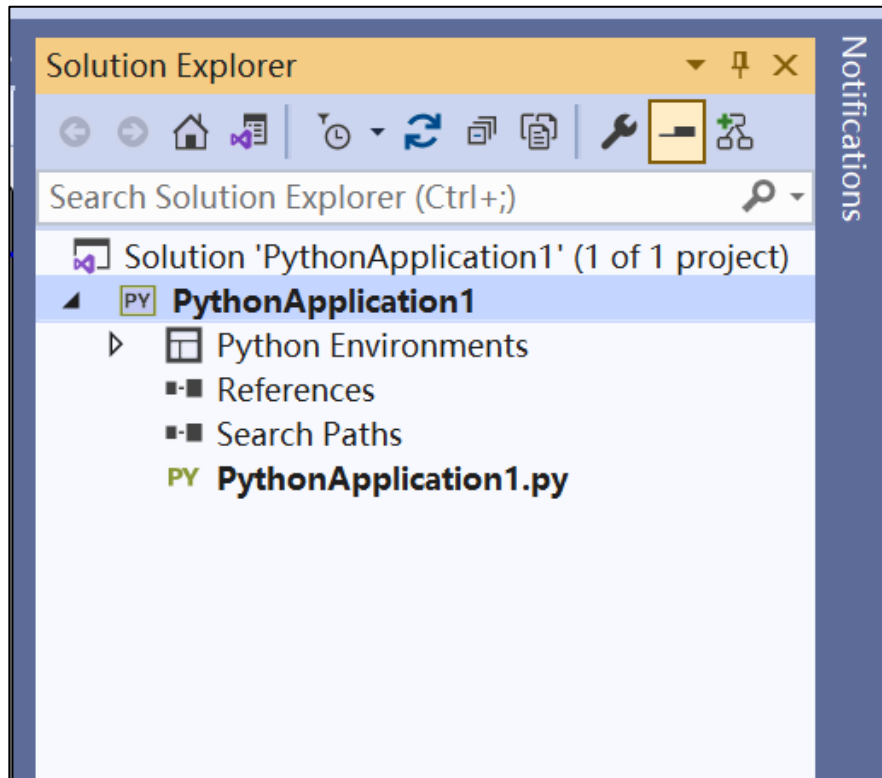 Solution Explorer
Search Solution Explorer (Ctrl+;)
Solution 'PythonApplication1' (1 of 1 project)
PY PythonApplication1
Python Environments
References
Search Paths
PY PythonApplication1.py
Notifications